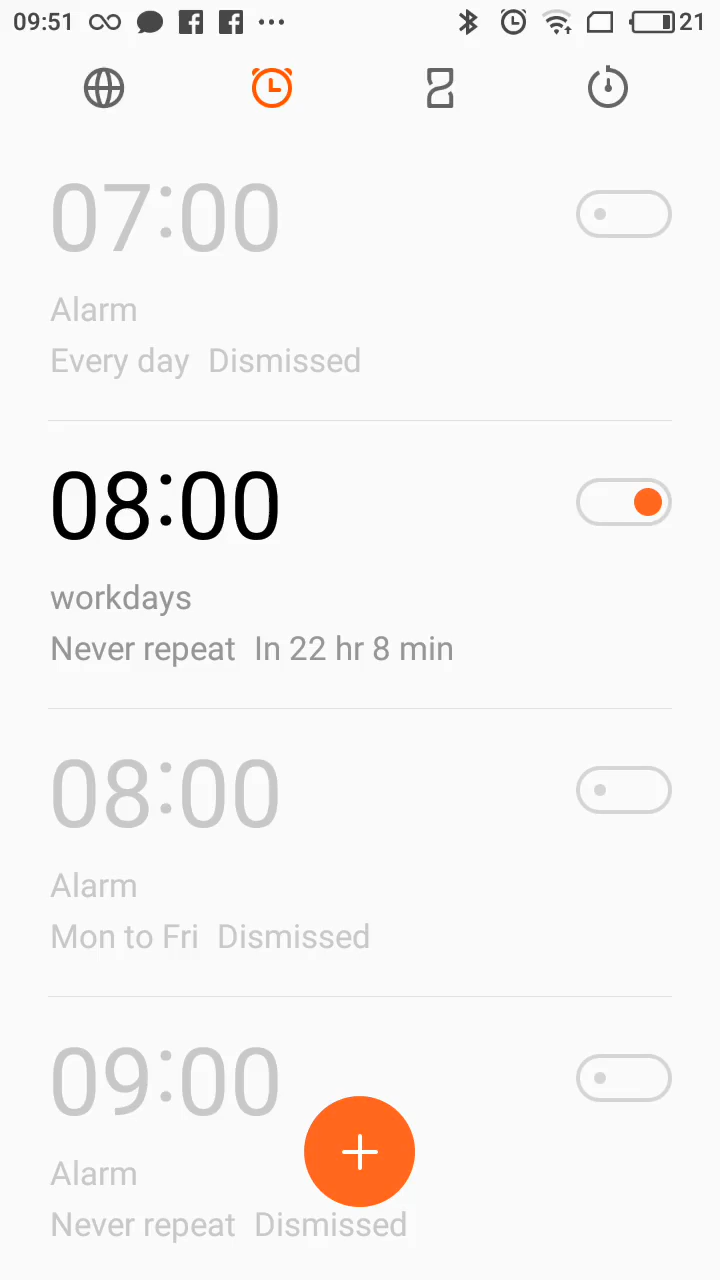 09:51 21
07:00
Alarm
Every day Dismissed
08:00
workdays
Never repeat In 22 hr 8 min
08:00
Alarm
Mon to Fri Dismissed
09:00
Alarm
Never repeat Dismissed